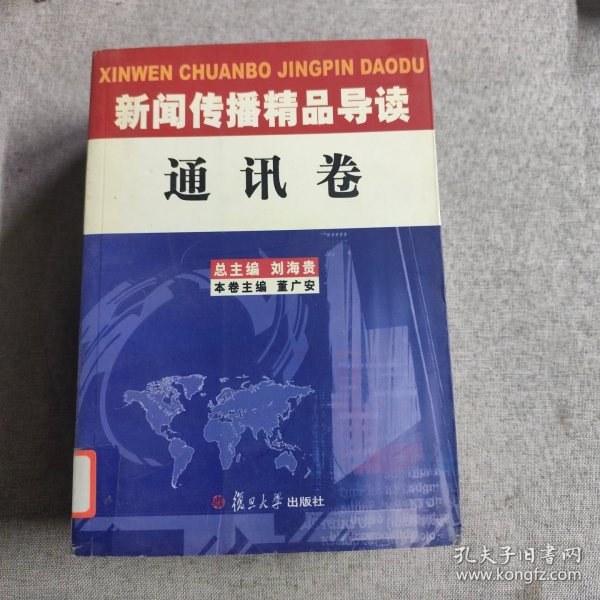 XINWEN CHUANBO JINGPIN DAODU
新闻传播精品导读
通讯卷
总主编 刘海贵
本卷主编 董广安
复旦大学出版社
孔夫子旧书网
www.kongfz.com